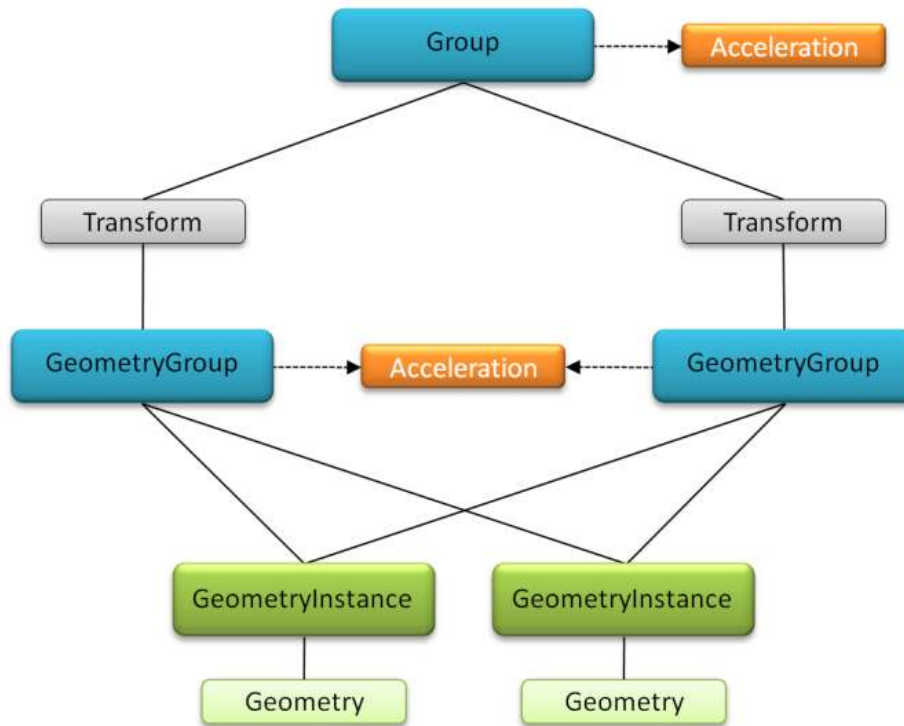 Group
Acceleration
Transform
Transform
GeometryGroup
Acceleration
GeometryGroup
GeometryInstance
GeometryInstance
Geometry
Geometry